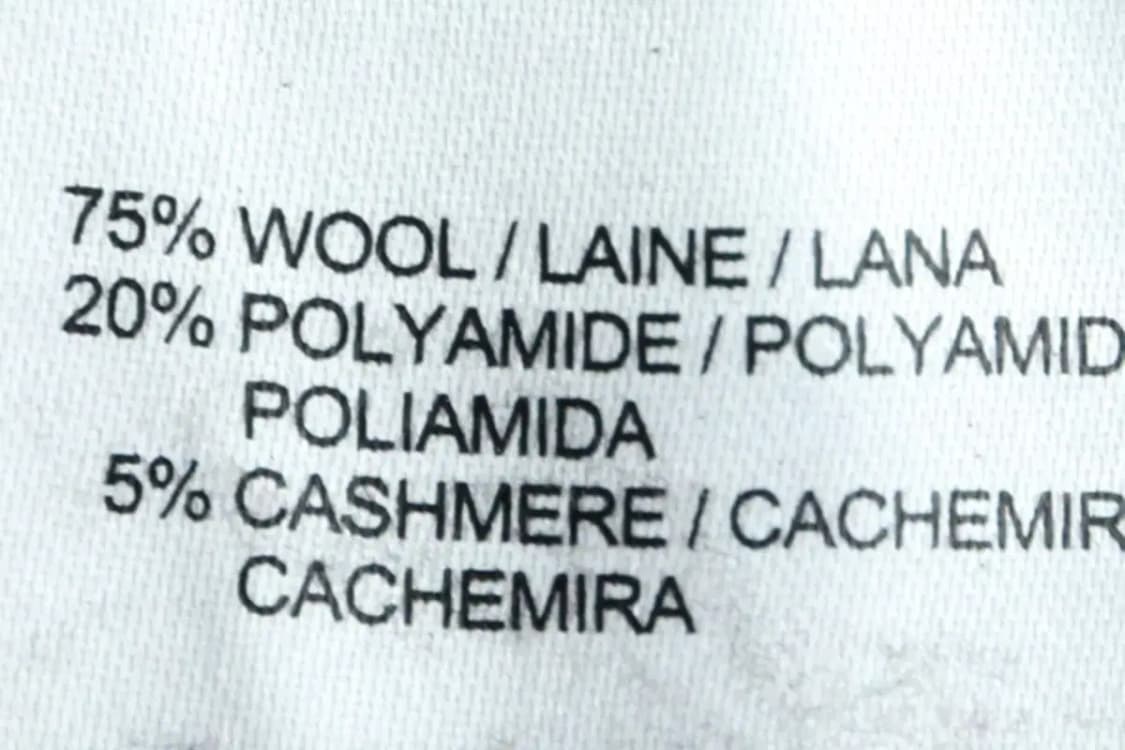 75% WOOL / LAINE / LANA
20% POLYAMIDE / POLYAMID
POLIAMIDA
5% CASHMERE / CACHEMIR
CACHEMIRA